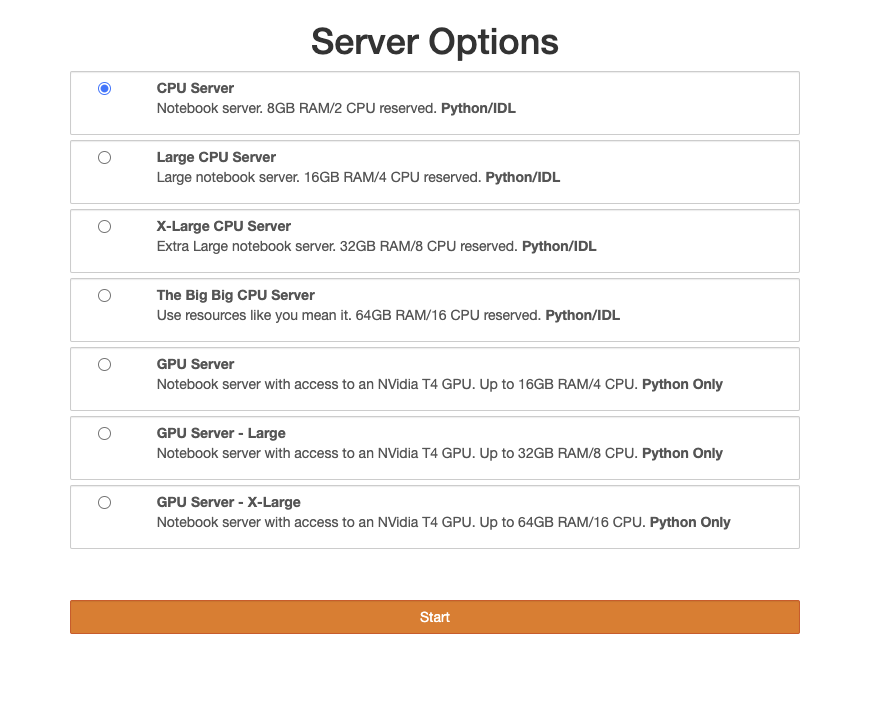 Server Options
CPU Server
Notebook server. 8GB RAM/2 CPU reserved. Python/IDL
Large CPU Server
Large notebook server. 16GB RAM/4 CPU reserved. Python/IDL
X-Large CPU Server
Extra Large notebook server. 32GB RAM/8 CPU reserved. Python/IDL
The Big Big CPU Server
Use resources like you mean it. 64GB RAM/16 CPU reserved. Python/IDL
GPU Server
Notebook server with access to an NVidia T4 GPU. Up to 16GB RAM/4 CPU. Python Only
GPU Server - Large
Notebook server with access to an NVidia T4 GPU. Up to 32GB RAM/8 CPU. Python Only
GPU Server - X-Large
Notebook server with access to an NVidia T4 GPU. Up to 64GB RAM/16 CPU. Python Only
Start